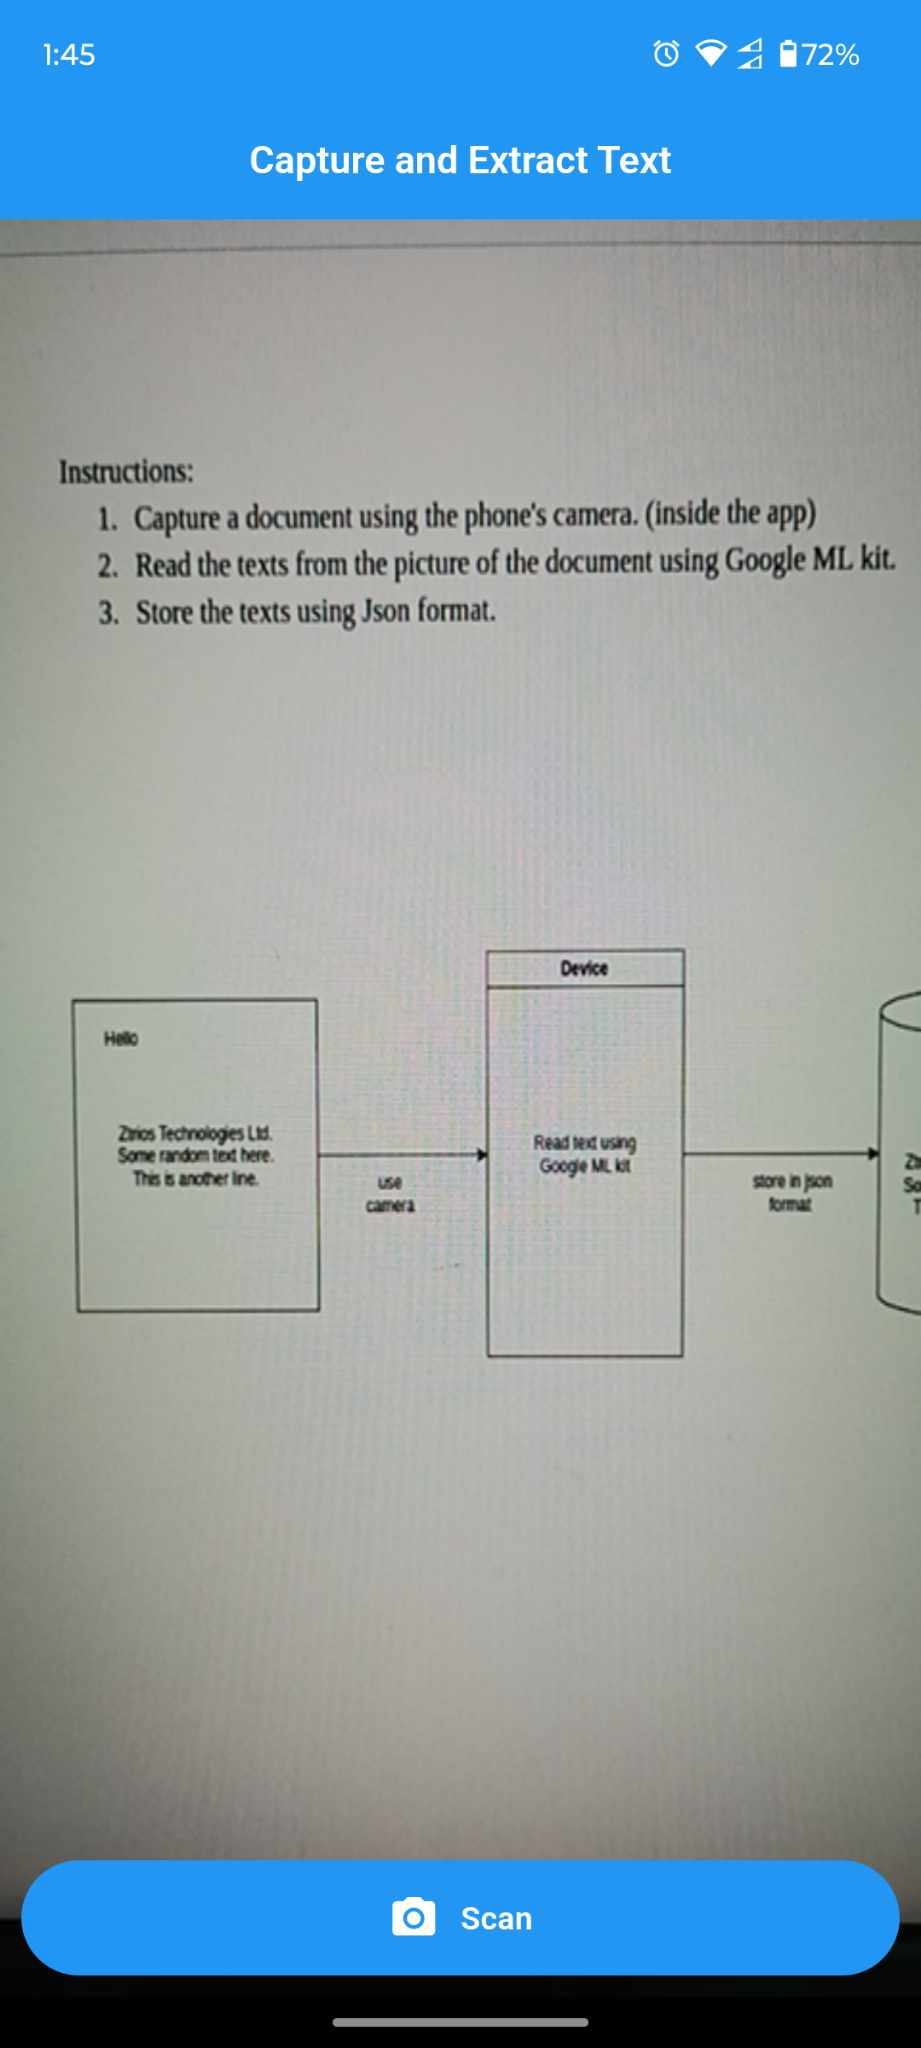 1:45
72%
Capture and Extract Text
Instructions:
1. Capture a document using the phone's camera. (inside the app)
2. Read the texts from the picture of the document using Google ML kit.
3. Store the texts using Json format.
Device
Hello
Technologies Ltd.
Some random text here.
This is another line.
use
camera
Read text using
Google ML kit
store in json
format
Scan